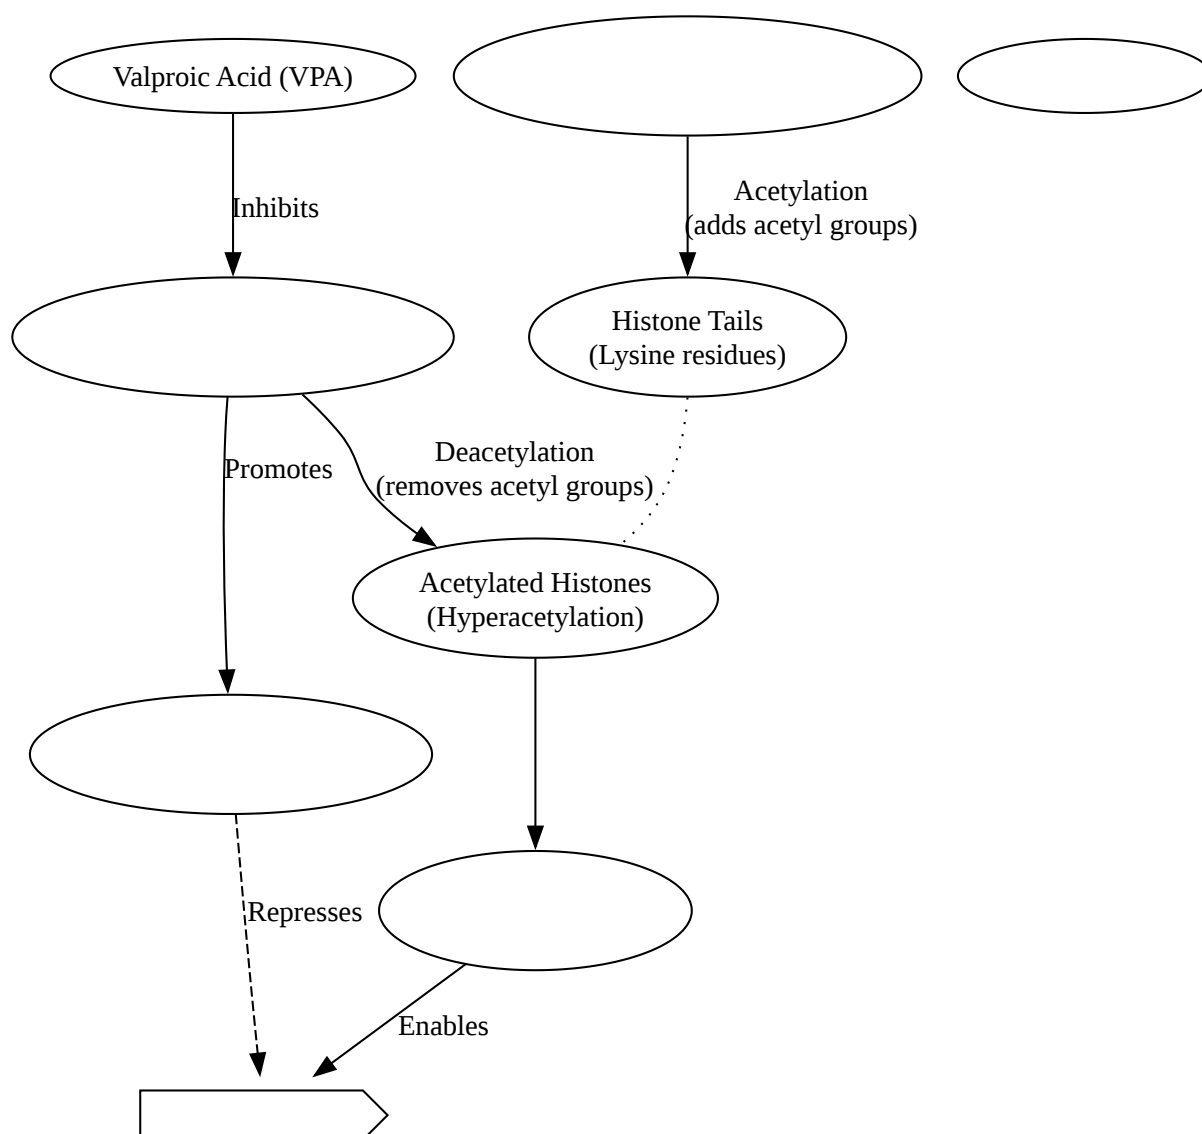 Valproic Acid (VPA)
Inhibits
Acetylation
(adds acetyl groups)
Histone Tails
(Lysine residues)
Promotes
Deacetylation
(removes acetyl groups)
Acetylated Histones
(Hyperacetylation)
Represses
Enables